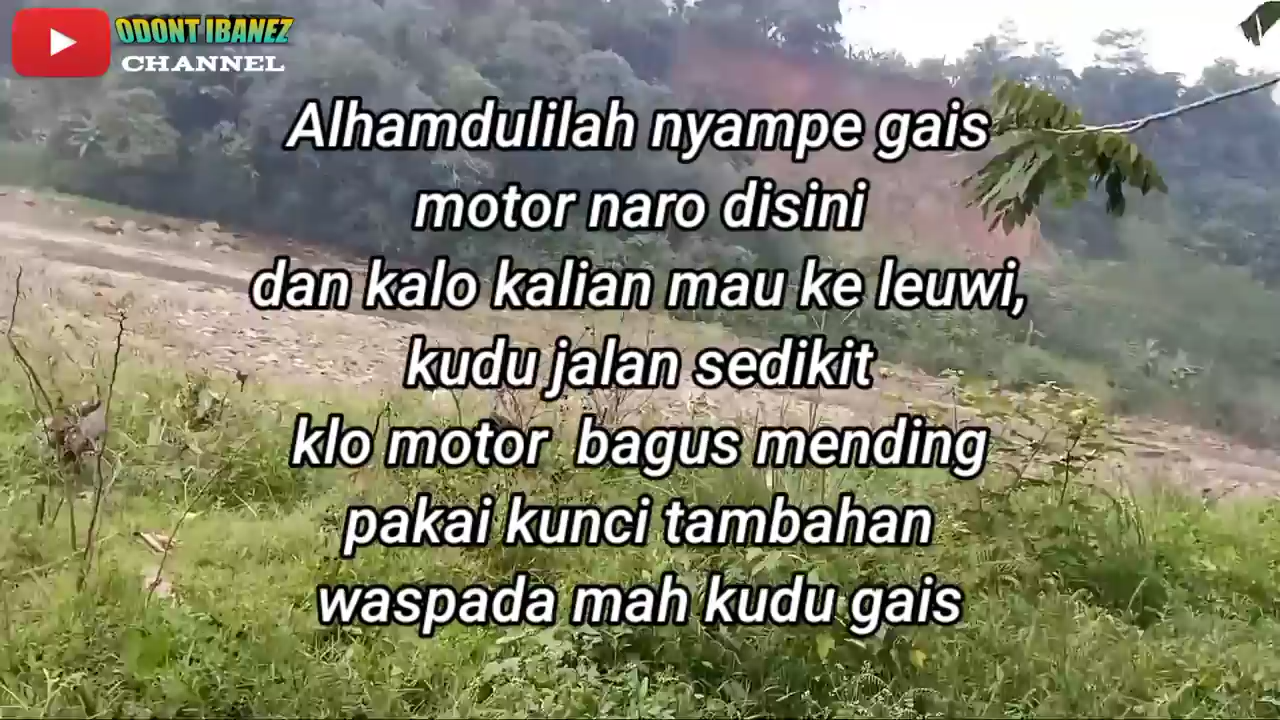 ODONT IBANEZ
CHANNEL
Alhamdulilah nyampe gais
motor naro disini
dan kalo kalian mau ke leuwi,
kudu jalan sedikit
klo motor bagus mending
pakai kunci tambahan
waspada mah kudu gais